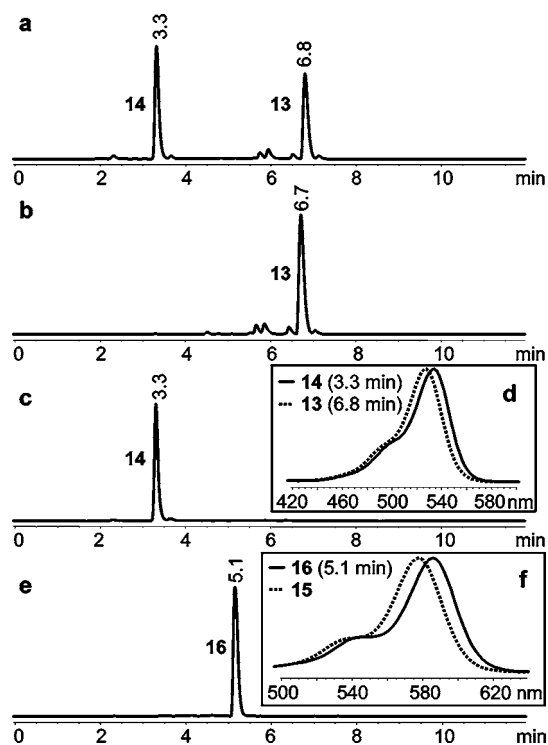 a
3.3
6.8
14
13
0 2 4 6 8 10 min
b
6.7
13
0 2 4 6 8 10 min
c
3.3
14
0 2 4 6 8 10 min
d
14 (3.3 min)
13 (6.8 min)
420 460 500 540 580 nm
e
5.1
16
0 2 4 6 8 10 min
f
16 (5.1 min)
15
500 540 580 620 nm